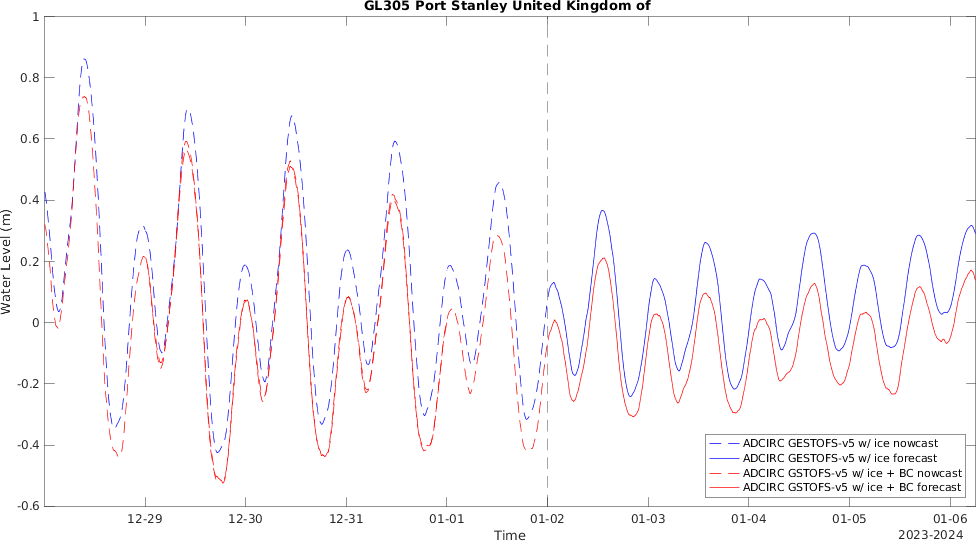 GL305 Port Stanley United Kingdom of
Water Level (m)
1
0.8
0.6
0.4
0.2
0
-0.2
-0.4
-0.6
ADCIRC GESTOFS-v5 w/ ice nowcast
ADCIRC GESTOFS-v5 w/ ice forecast
ADCIRC GSTOFS-v5 w/ ice + BC nowcast
ADCIRC GSTOFS-v5 w/ ice + BC forecast
12-29 12-30 12-31 01-01 01-02 01-03 01-04 01-05 01-06
Time
2023-2024